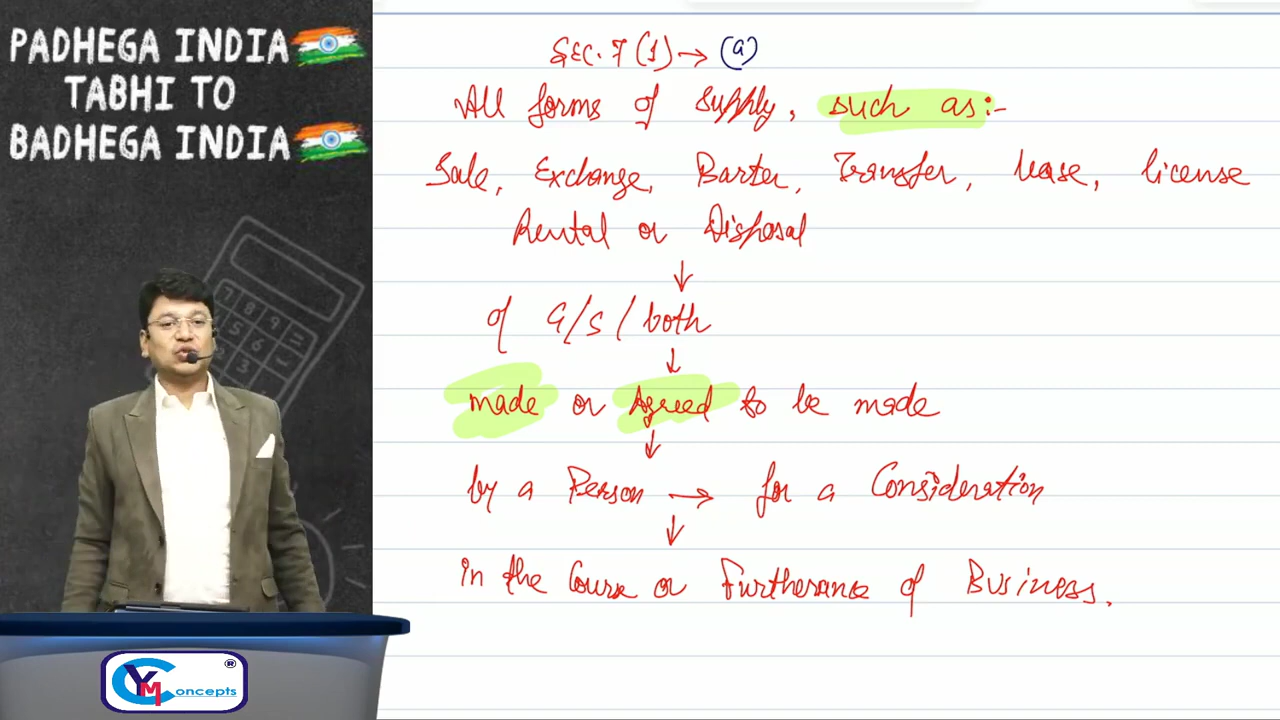 PADHEGA INDIA
TABHI TO
BADHEGA INDIA
SEC. 7 (1) → (a)
All forms of Supply, such as:-
Sale, Exchange, Barter, Transfer, lease, license
Rental or Disposal
↓
of G/S/both
↓
made or Agreed to be made
↓
by a Person → for a Consideration
↓
in the Course or Furtherance of Business.
YM Concepts ®